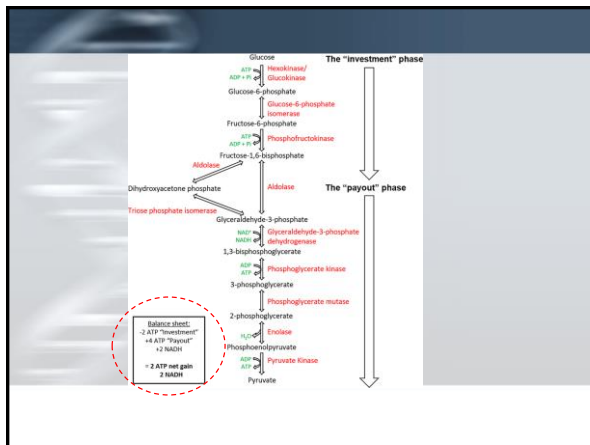 Glucose
The "investment" phase
ATP
ADP + Pi
Hexokinase/
Glucokinase
Glucose-6-phosphate
Glucose-6-phosphate
isomerase
Fructose-6-phosphate
ATP
ADP + Pi
Phosphofructokinase
Fructose-1,6-bisphosphate
Aldolase
Dihydroxyacetone phosphate
Aldolase
The "payout" phase
Triose phosphate isomerase
Glyceraldehyde-3-phosphate
NAD⁺
NADH
Glyceraldehyde-3-phosphate
dehydrogenase
1,3-bisphosphoglycerate
ADP
ATP
Phosphoglycerate kinase
3-phosphoglycerate
Phosphoglycerate mutase
2-phosphoglycerate
H₂O
Enolase
Phosphoenolpyruvate
ADP
ATP
Pyruvate Kinase
Pyruvate
Balance sheet:
-2 ATP "Investment"
+4 ATP "Payout"
+2 NADH
= 2 ATP net gain
2 NADH